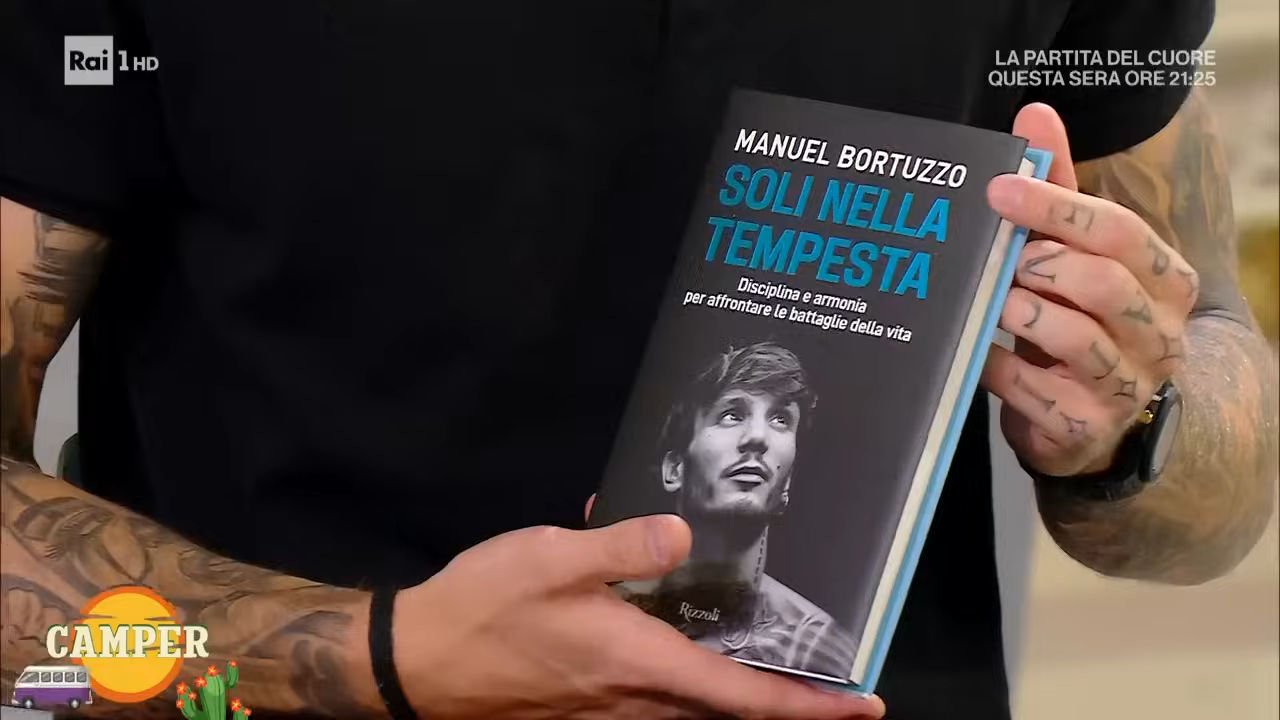 Rai 1 HD
LA PARTITA DEL CUORE
QUESTA SERA ORE 21:25
MANUEL BORTUZZO
SOLI NELLA
TEMPESTA
Disciplina e armonia
per affrontare le battaglie della vita
Rizzoli
CAMPER